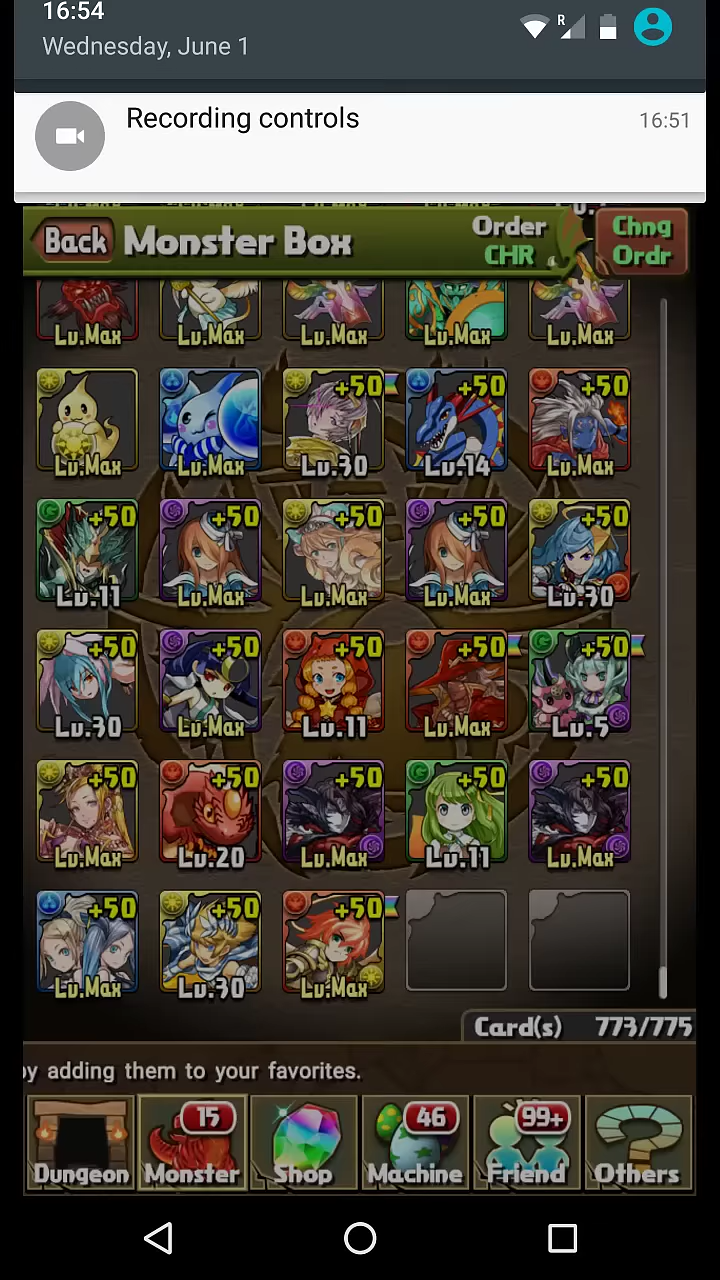 16:54
Wednesday, June 1
R
Recording controls
16:51
Back Monster Box Order CHR Chng Ordr
Lv.Max Lv.Max Lv.Max Lv.Max Lv.Max
+50 +50 +50
Lv.Max Lv.Max Lv.30 Lv.14 Lv.Max
+50 +50 +50 +50 +50
Lv.11 Lv.Max Lv.Max Lv.Max Lv.30
+50 +50 +50 +50 +50
Lv.30 Lv.Max Lv.11 Lv.Max Lv.5
+50 +50 +50 +50 +50
Lv.Max Lv.20 Lv.Max Lv.11 Lv.Max
+50 +50 +50
Lv.Max Lv.30 Lv.Max
Card(s) 773/775
y adding them to your favorites.
15 46 99+
Dungeon Monster Shop Machine Friend Others